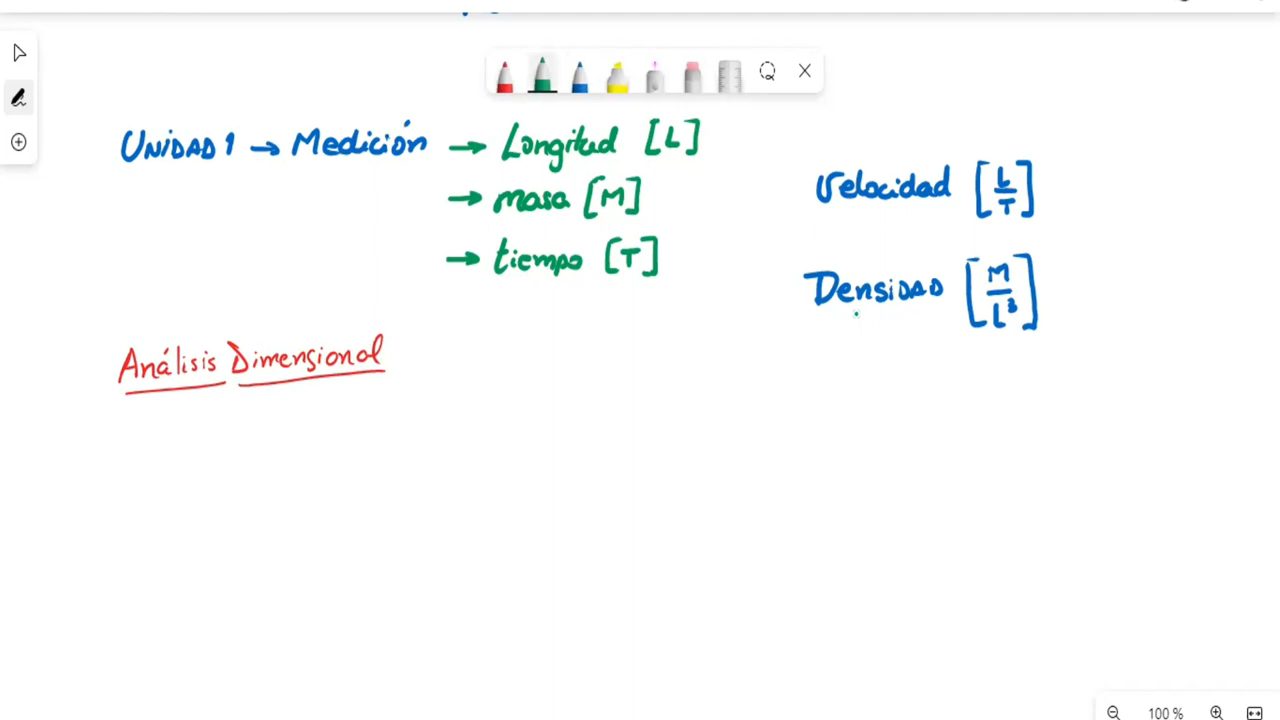 UNIDAD 1 → Medición → Longitud [L]
→ masa [M]
→ tiempo [T]
Velocidad [L/T]
DensiDAD [M/L³]
Análisis Dimensional
100 %